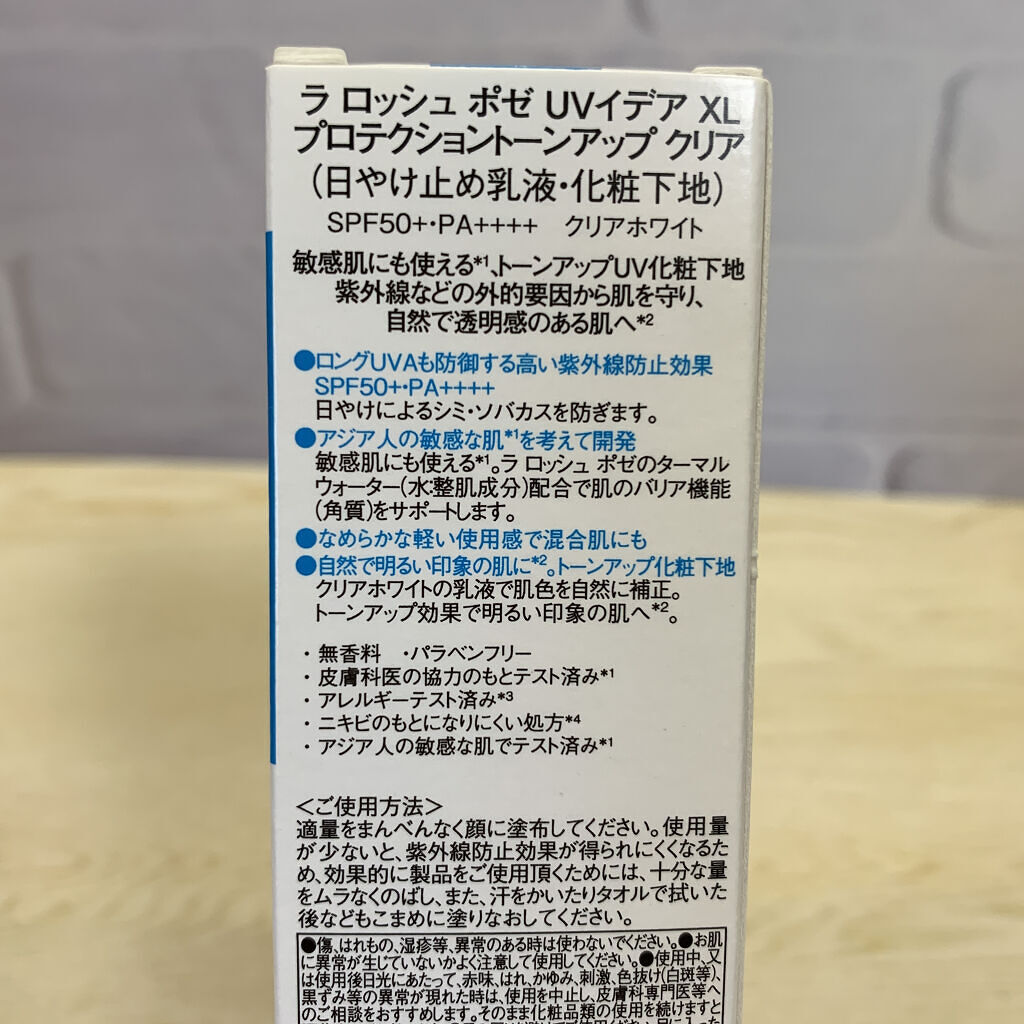 ラ ロッシュ ポゼ UVイデア XL
プロテクショントーンアップ クリア
(日やけ止め乳液・化粧下地)
SPF50+・PA++++ クリアホワイト
敏感肌にも使える*1、トーンアップUV化粧下地
紫外線などの外的要因から肌を守り、
自然で透明感のある肌へ*2
●ロングUVAも防御する高い紫外線防止効果
SPF50+・PA++++
日やけによるシミ・ソバカスを防ぎます。
●アジア人の敏感な肌*1を考えて開発
敏感肌にも使える*1。ラ ロッシュ ポゼのターマル
ウォーター(水:整肌成分)配合で肌のバリア機能
(角質)をサポートします。
●なめらかな軽い使用感で混合肌にも
●自然で明るい印象の肌に*2。トーンアップ化粧下地
クリアホワイトの乳液で肌色を自然に補正。
トーンアップ効果で明るい印象の肌へ*2。
・無香料 ・パラベンフリー
・皮膚科医の協力のもとテスト済み*1
・アレルギーテスト済み*3
・ニキビのもとになりにくい処方*4
・アジア人の敏感な肌でテスト済み*1
＜ご使用方法＞
適量をまんべんなく顔に塗布してください。使用量
が少ないと、紫外線防止効果が得られにくくなるた
め、効果的に製品をご使用頂くためには、十分な量
をムラなくのばし、また、汗をかいたりタオルで拭いた
後などもこまめに塗りなおしてください。
●傷、はれもの、湿疹等、異常のある時は使わないでください。●お肌
に異常が生じていないかよく注意して使用してください。●使用中、又
は使用後日光にあたって、赤味、はれ、かゆみ、刺激、色抜け(白斑等)、
黒ずみ等の異常が現れた時は、使用を中止し、皮膚科専門医等へ
のご相談をおすすめします。そのまま化粧品類の使用を続けますと